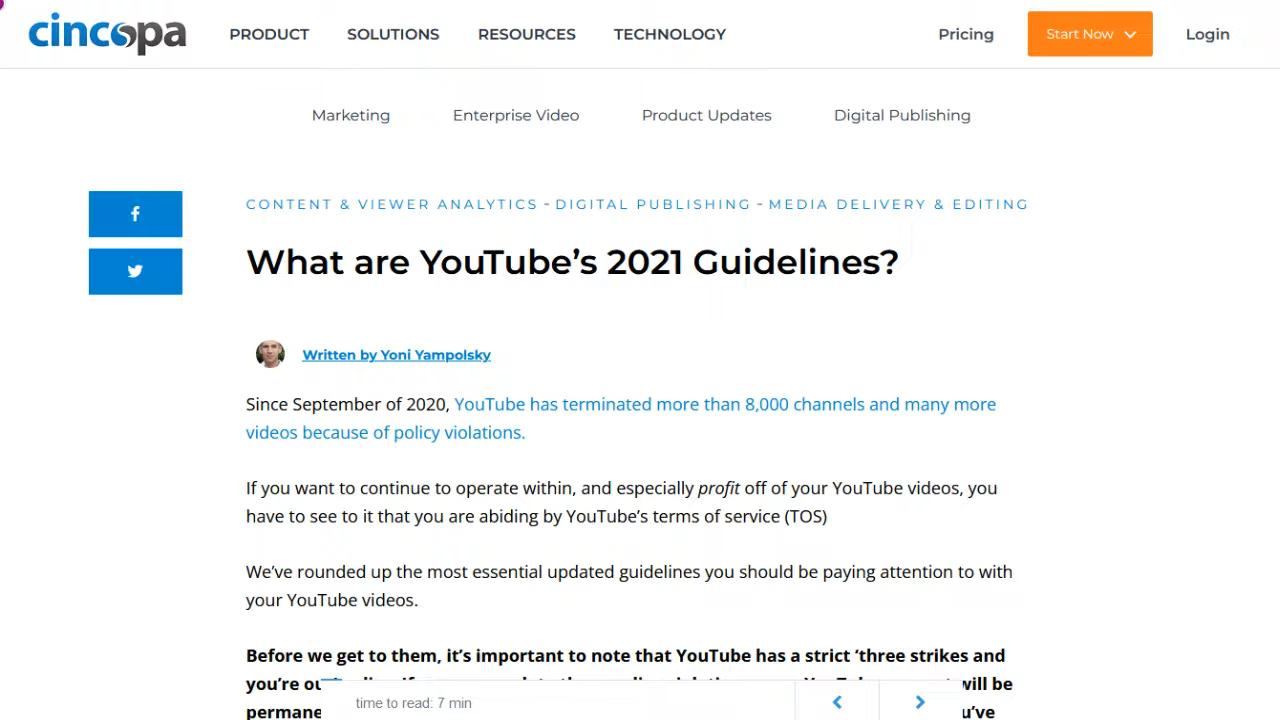 cincopa
PRODUCT SOLUTIONS RESOURCES TECHNOLOGY Pricing Start Now Login
Marketing Enterprise Video Product Updates Digital Publishing
CONTENT & VIEWER ANALYTICS - DIGITAL PUBLISHING - MEDIA DELIVERY & EDITING
What are YouTube’s 2021 Guidelines?
Written by Yoni Yampolsky
Since September of 2020, YouTube has terminated more than 8,000 channels and many more
videos because of policy violations.
If you want to continue to operate within, and especially profit off of your YouTube videos, you
have to see to it that you are abiding by YouTube’s terms of service (TOS)
We’ve rounded up the most essential updated guidelines you should be paying attention to with
your YouTube videos.
Before we get to them, it’s important to note that YouTube has a strict ‘three strikes and
you’re will be
time to read: 7 min